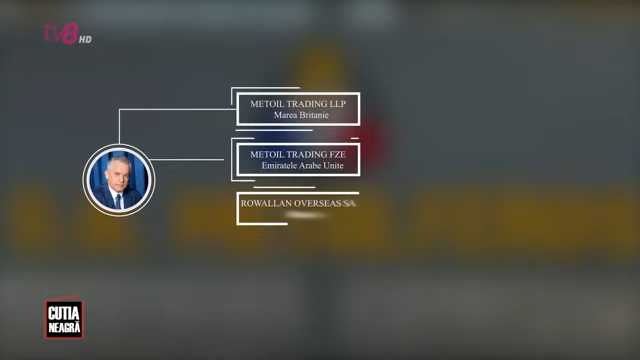 tv8 HD
METOIL TRADING LLP
Marea Britanie
METOIL TRADING FZE
Emiratele Arabe Unite
ROWALLAN OVERSEAS SA
CUTIA
NEAGRĂ